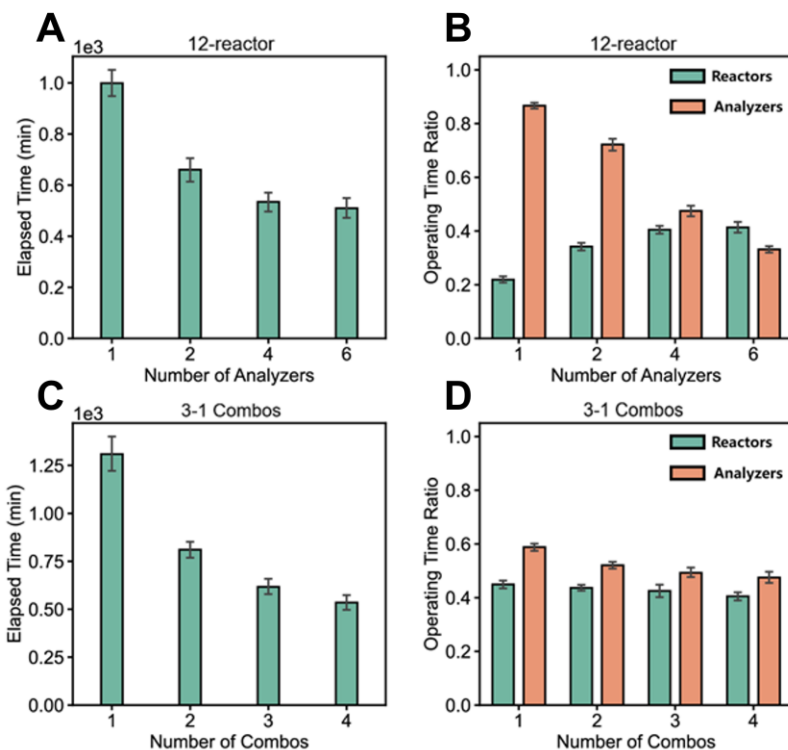 A
12-reactor
1e3
Elapsed Time (min)
1.0
0.8
0.6
0.4
0.2
0.0
1 2 4 6
Number of Analyzers
B
12-reactor
Operating Time Ratio
1.0
0.8
0.6
0.4
0.2
0.0
Reactors
Analyzers
1 2 4 6
Number of Analyzers
C
3-1 Combos
1e3
Elapsed Time (min)
1.25
1.00
0.75
0.50
0.25
0.00
1 2 3 4
Number of Combos
D
3-1 Combos
Operating Time Ratio
1.0
0.8
0.6
0.4
0.2
0.0
Reactors
Analyzers
1 2 3 4
Number of Combos